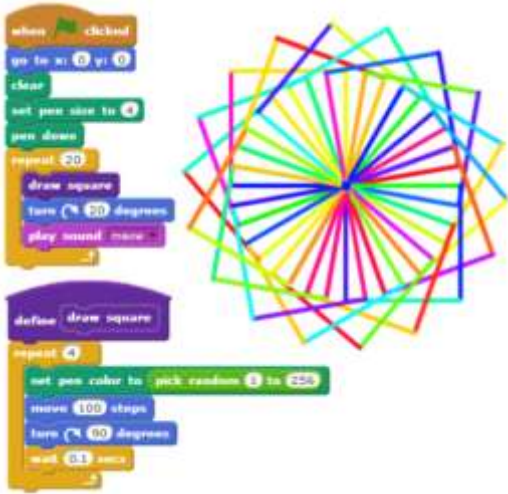 when clicked
go to x: 0 y: 0
clear
set pen size to 4
pen down
repeat 20
draw square
turn 20 degrees
play sound meow
define draw square
repeat 4
set pen color to pick random 1 to 256
move 100 steps
turn 90 degrees
wait 0.1 secs